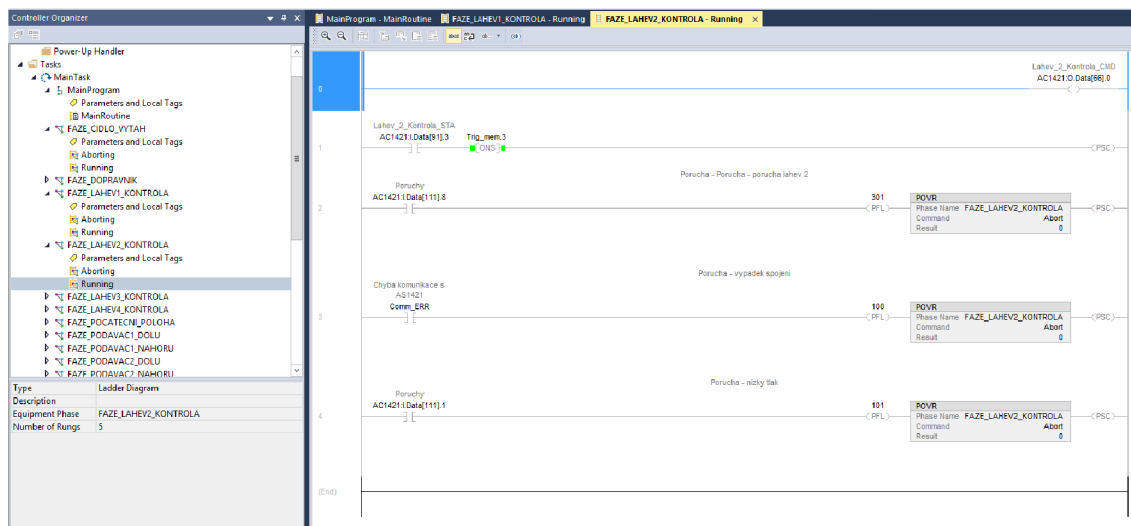 Controller Organizer
MainProgram - MainRoutine
FAZE_LAHEV1_KONTROLA - Running
FAZE_LAHEV2_KONTROLA - Running
Power-Up Handler
Tasks
MainTask
MainProgram
Parameters and Local Tags
MainRoutine
FAZE_CIDLO_VYTAH
Parameters and Local Tags
Aborting
Running
FAZE_DOPRAVNIK
FAZE_LAHEV1_KONTROLA
Parameters and Local Tags
Aborting
Running
FAZE_LAHEV2_KONTROLA
Parameters and Local Tags
Aborting
Running
FAZE_LAHEV3_KONTROLA
FAZE_LAHEV4_KONTROLA
FAZE_POCATECNI_POLOHA
FAZE_PODAVAC1_DOLU
FAZE_PODAVAC1_NAHORU
FAZE_PODAVAC2_DOLU
FAZE_PODAVAC2_NAHORU
Type Ladder Diagram
Description
Equipment Phase FAZE_LAHEV2_KONTROLA
Number of Rungs 5
Lahev_2_Kontrola_CMD
AC1421:O.Data[66].0
0
Lahev_2_Kontrola_STA
AC1421:I.Data[91].3 Trig_mem.3
1 ONS PSC
Porucha - Porucha - porucha lahev 2
Poruchy
AC1421:I.Data[111].8 301 POVR
2 PFL Phase Name FAZE_LAHEV2_KONTROLA PSC
Command Abort
Result 0
Porucha - vypadek spojeni
Chyba komunikace s
AS1421
Comm_ERR 100 POVR
3 PFL Phase Name FAZE_LAHEV2_KONTROLA PSC
Command Abort
Result 0
Porucha - nizky tlak
Poruchy
AC1421:I.Data[111].1 101 POVR
4 PFL Phase Name FAZE_LAHEV2_KONTROLA PSC
Command Abort
Result 0
(End)